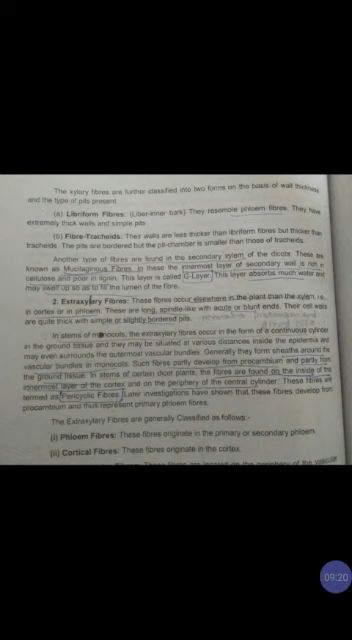 The xylary fibres are further classified into two forms on the basis of wall thickness
and the type of pits present
(a) Libriform Fibres: (Liber-inner bark) They resemble phloem fibres. They have
extremely thick walls and simple pits
(b) Fibre-Tracheids: Their walls are less thicker than libriform fibres but thicker than
tracheids. The pits are bordered but the pit-chamber is smaller than those of tracheids.
Another type of fibres are found in the secondary xylem of the dicots. These are
known as Mucilaginous Fibres. In these the innermost layer of secondary wall is rich in
cellulose and poor in lignin. This layer is called G-Layer. This layer absorbs much water and
may swell up so as to fill the lumen of the fibre.
2. Extraxylary Fibres: These fibres occur elsewhere in the plant than the xylem, i.e.
in cortex or in phloem. These are long, spindle-like with acute or blunt ends. Their cell walls
are quite thick with simple or slightly bordered pits.
In stems of monocots, the extraxylary fibres occur in the form of a continuous cylinder
in the ground tissue and they may be situated at various distances inside the epidermis and
may even surrounds the outermost vascular bundles. Generally they form sheaths around the
vascular bundles in monocots. Such fibres partly develop from procambium and partly from
the ground tissue. In stems of certain dicot plants, the fibres are found on the inside of the
innermost layer of the cortex and on the periphery of the central cylinder. These fibres are
termed as Pericyclic Fibres. Later investigations have shown that these fibres develop from
procambium and thus represent primary phloem fibres.
The Extraxylary Fibres are generally Classified as follows:-
(i) Phloem Fibres: These fibres originate in the primary or secondary phloem.
(ii) Cortical Fibres: These fibres originate in the cortex.
Fibres: These fibres are located on the periphery of the vascular
09:20